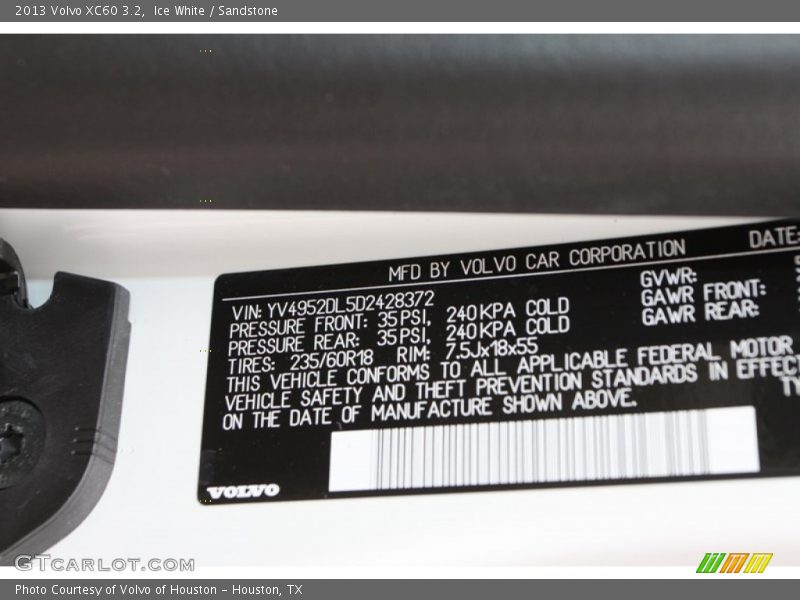 2013 Volvo XC60 3.2,  Ice White / Sandstone
MFD BY VOLVO CAR CORPORATION DATE:
VIN: YV4952DL5D2428372
PRESSURE FRONT: 35PSI, 240KPA COLD
PRESSURE REAR: 35PSI, 240KPA COLD
TIRES: 235/60R18 RIM: 7.5Jx18x55
GVWR:
GAWR FRONT:
GAWR REAR:
THIS VEHICLE CONFORMS TO ALL APPLICABLE FEDERAL MOTOR
VEHICLE SAFETY AND THEFT PREVENTION STANDARDS IN EFFECT
ON THE DATE OF MANUFACTURE SHOWN ABOVE.
VOLVO
GTCARLOT.COM
Photo Courtesy of Volvo of Houston - Houston, TX